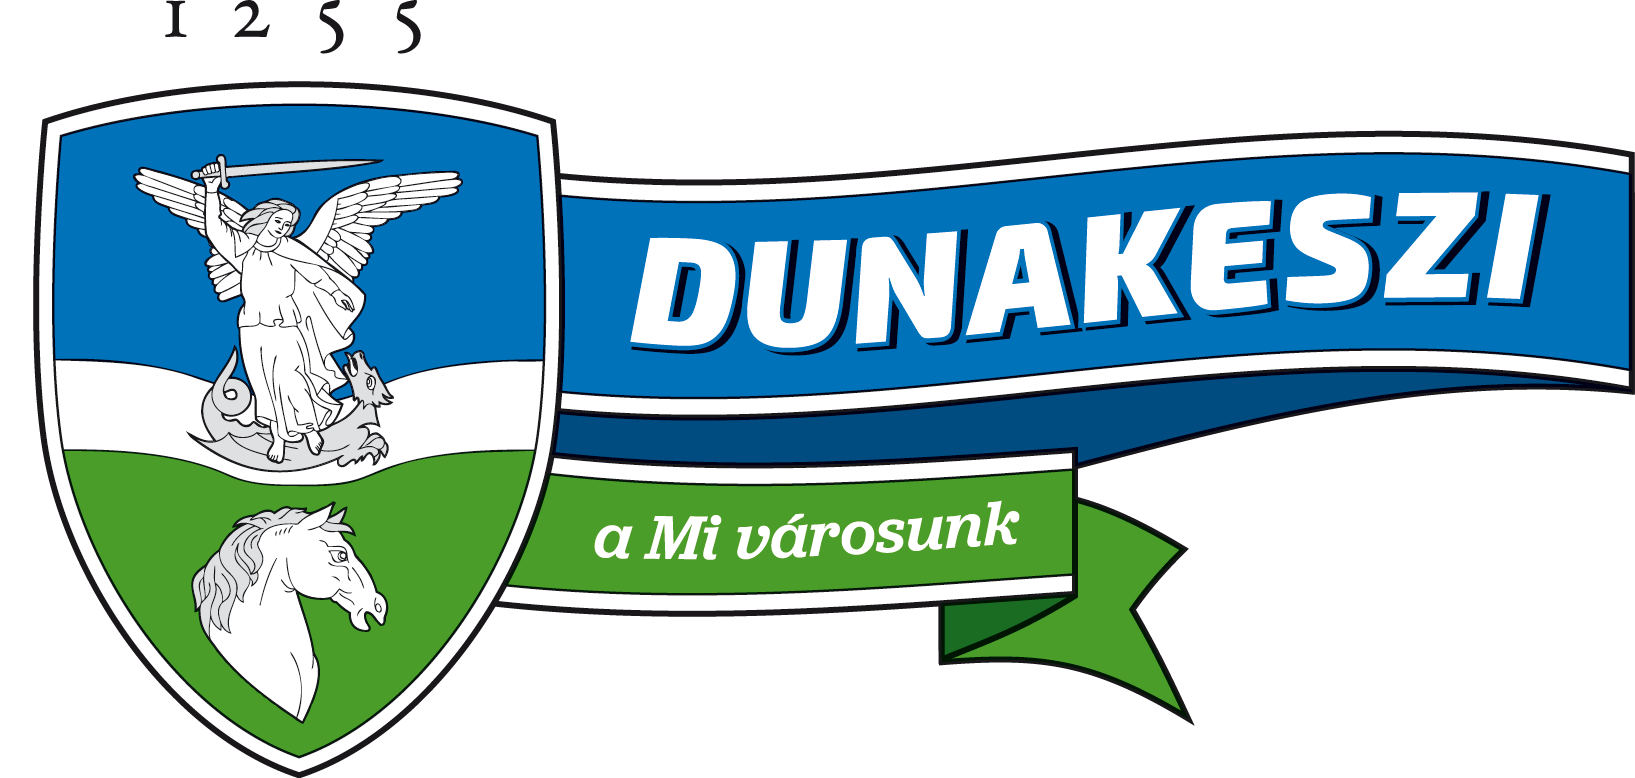 1255
DUNAKESZI
a Mi városunk